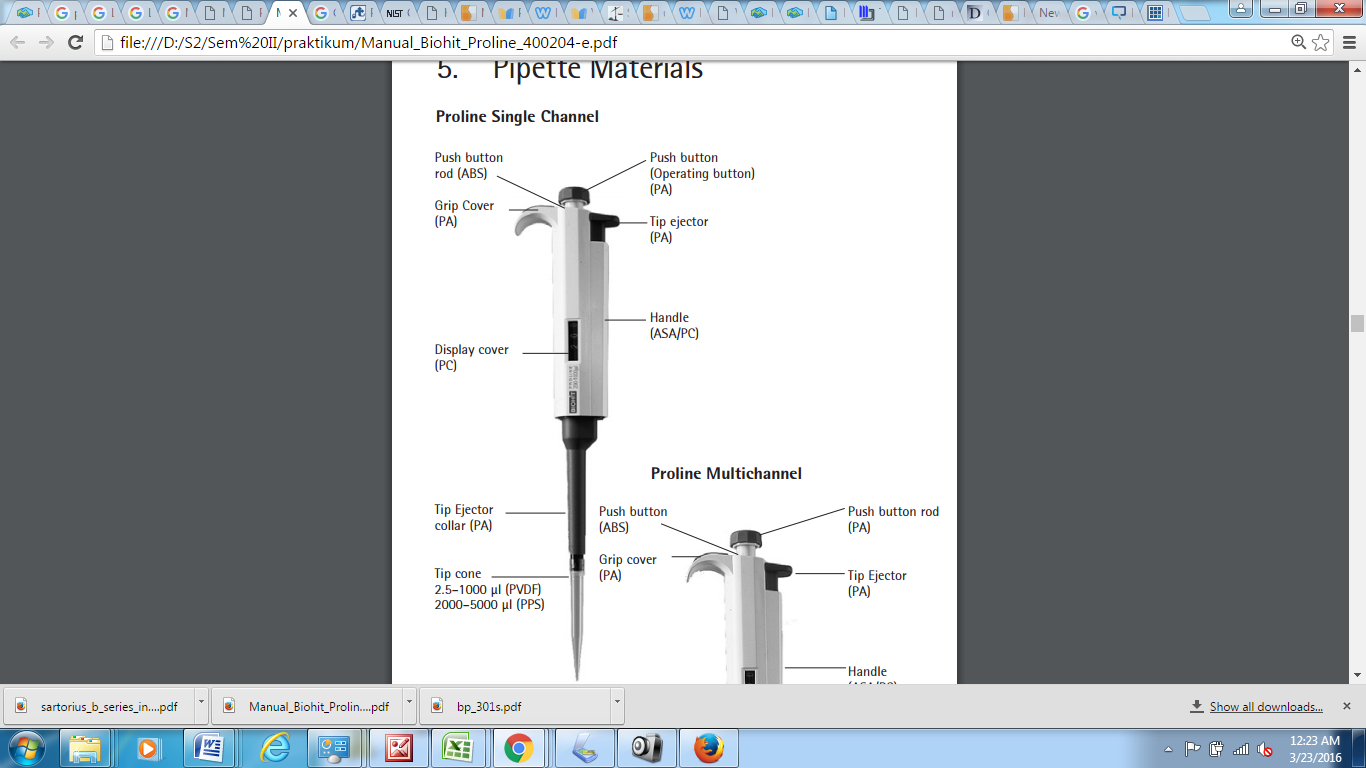 NIST
New
file:///D:/S2/Sem%20II/praktikum/Manual_Biohit_Proline_400204-e.pdf
5. Pipette Materials
Proline Single Channel
Push button
rod (ABS)
Push button
(Operating button)
(PA)
Grip Cover
(PA)
Tip ejector
(PA)
Handle
(ASA/PC)
Display cover
(PC)
Tip Ejector
collar (PA)
Tip cone
2.5–1000 µl (PVDF)
2000–5000 µl (PPS)
Proline Multichannel
Push button
(ABS)
Push button rod
(PA)
Grip cover
(PA)
Tip Ejector
(PA)
Handle
sartorius_b_series_in....pdf
Manual_Biohit_Prolin....pdf
bp_301s.pdf
Show all downloads...
12:23 AM
3/23/2016